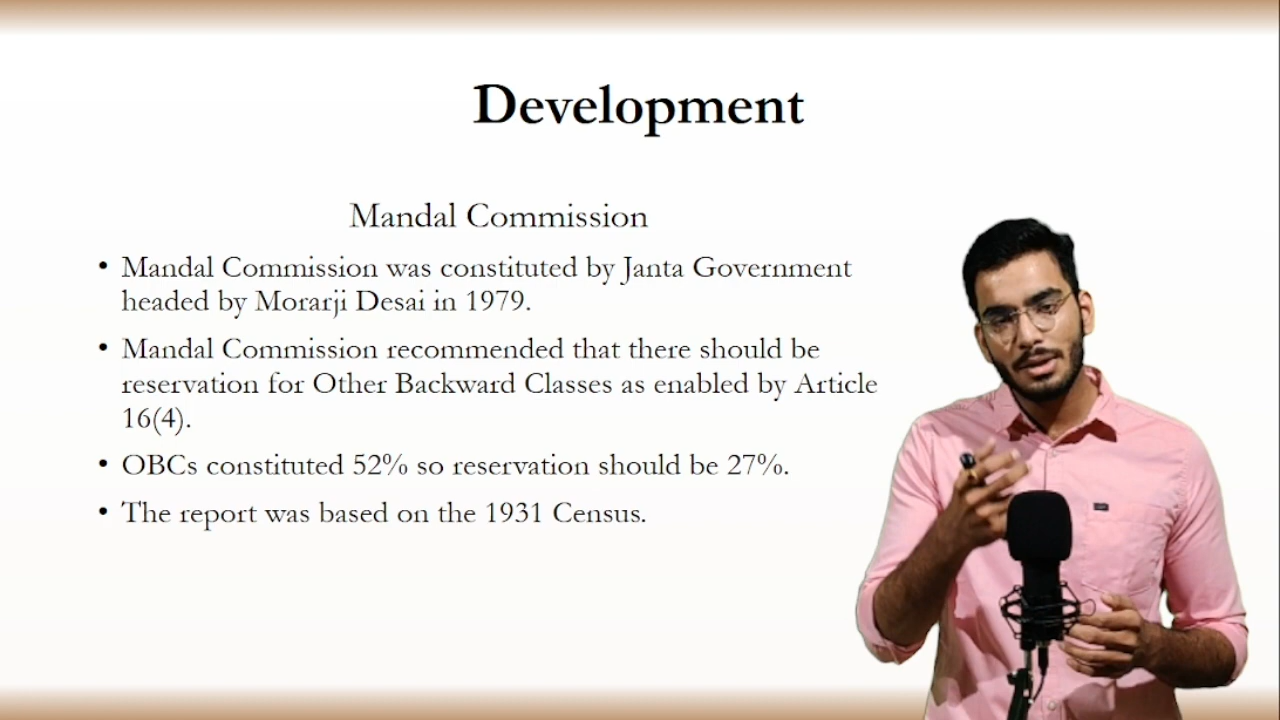 Development
Mandal Commission
• Mandal Commission was constituted by Janta Government
headed by Morarji Desai in 1979.
• Mandal Commission recommended that there should be
reservation for Other Backward Classes as enabled by Article
16(4).
• OBCs constituted 52% so reservation should be 27%.
• The report was based on the 1931 Census.